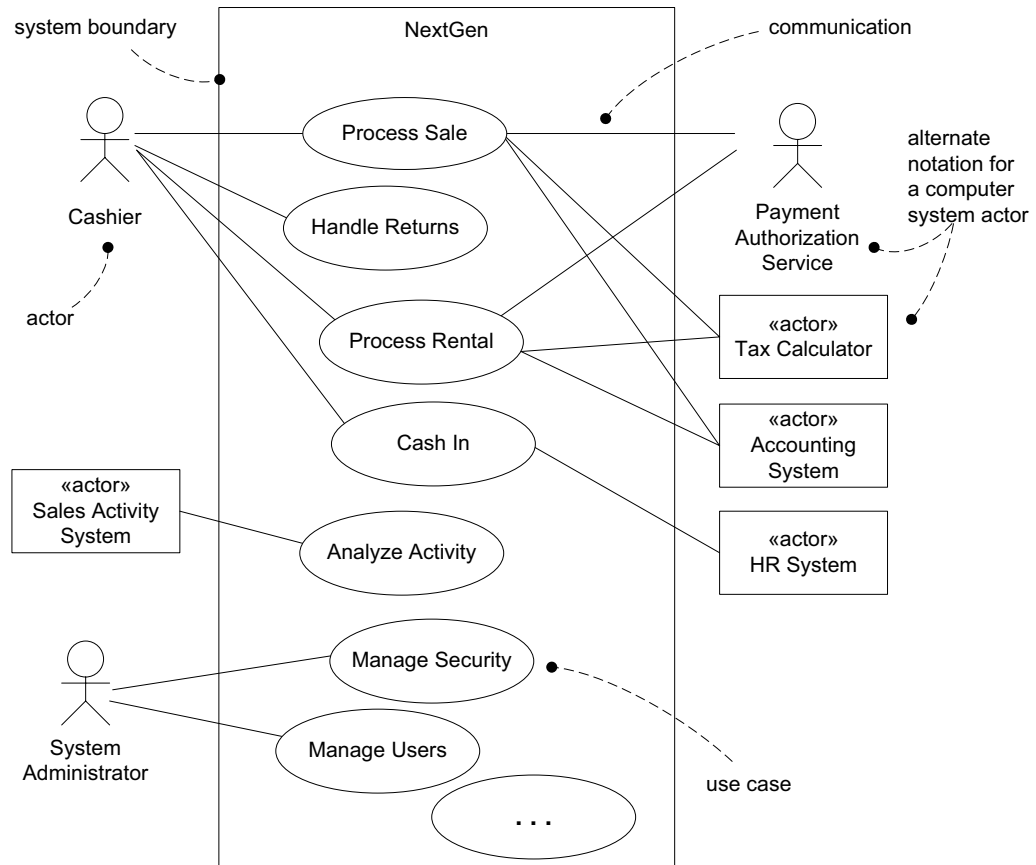 system boundary
NextGen
communication
Process Sale
alternate
notation for
a computer
system actor
Cashier
Handle Returns
Payment
Authorization
Service
actor
Process Rental
«actor»
Tax Calculator
Cash In
«actor»
Accounting
System
«actor»
Sales Activity
System
Analyze Activity
«actor»
HR System
Manage Security
System
Administrator
Manage Users
use case
. . .